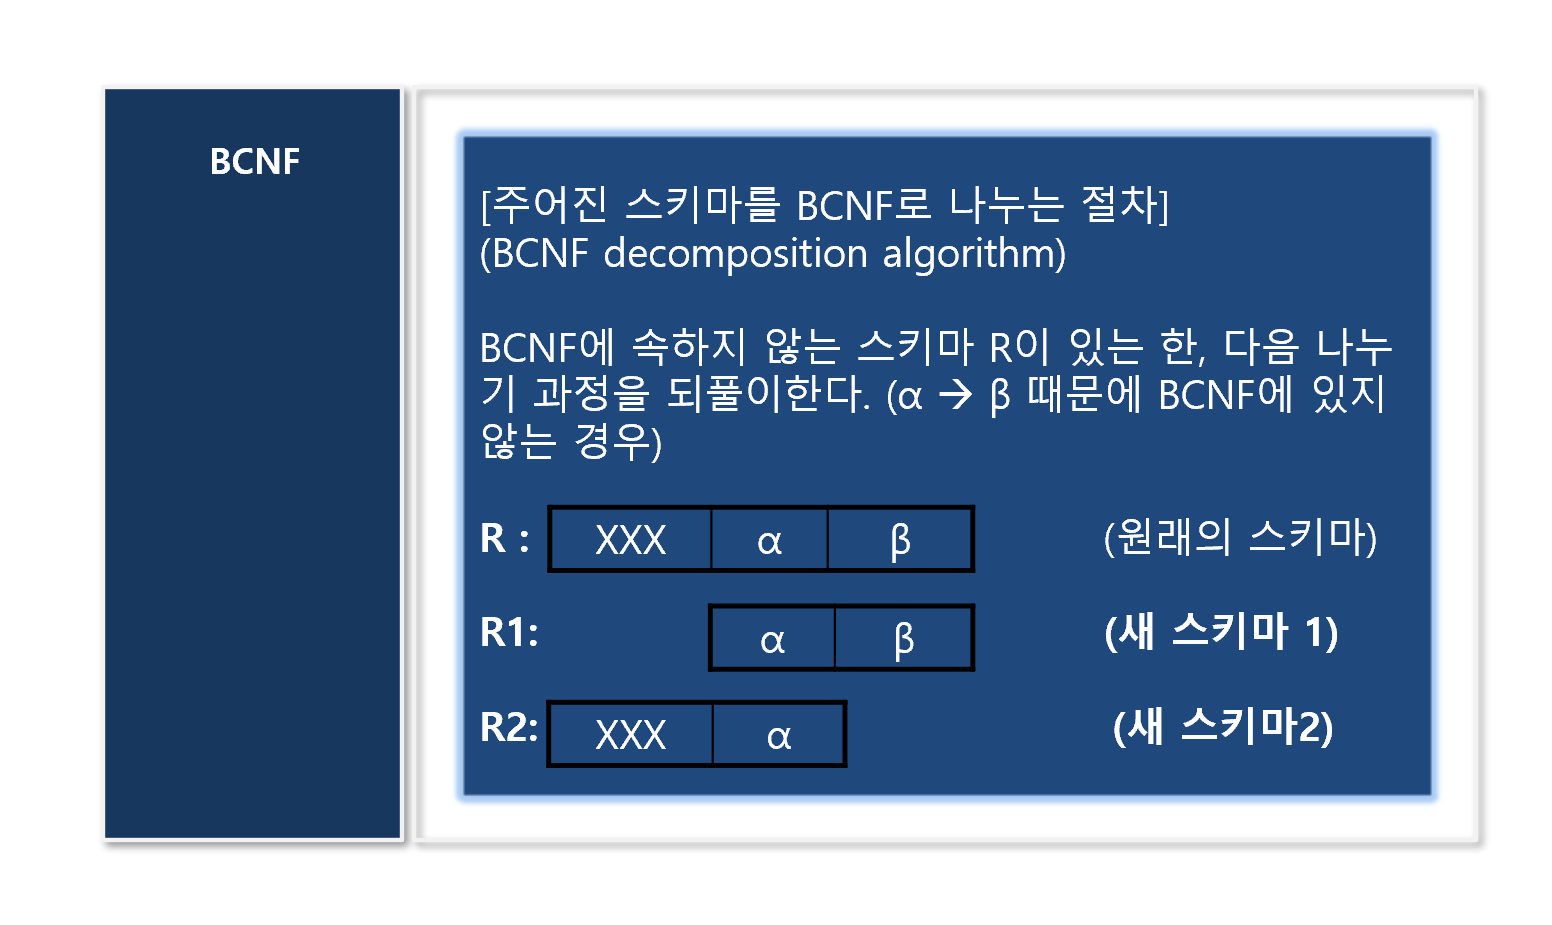 BCNF
[주어진 스키마를 BCNF로 나누는 절차]
(BCNF decomposition algorithm)
BCNF에 속하지 않는 스키마 R이 있는 한, 다음 나누
기 과정을 되풀이한다. (α → β 때문에 BCNF에 있지
않는 경우)
R : XXX α β (원래의 스키마)
R1: α β (새 스키마 1)
R2: XXX α (새 스키마2)